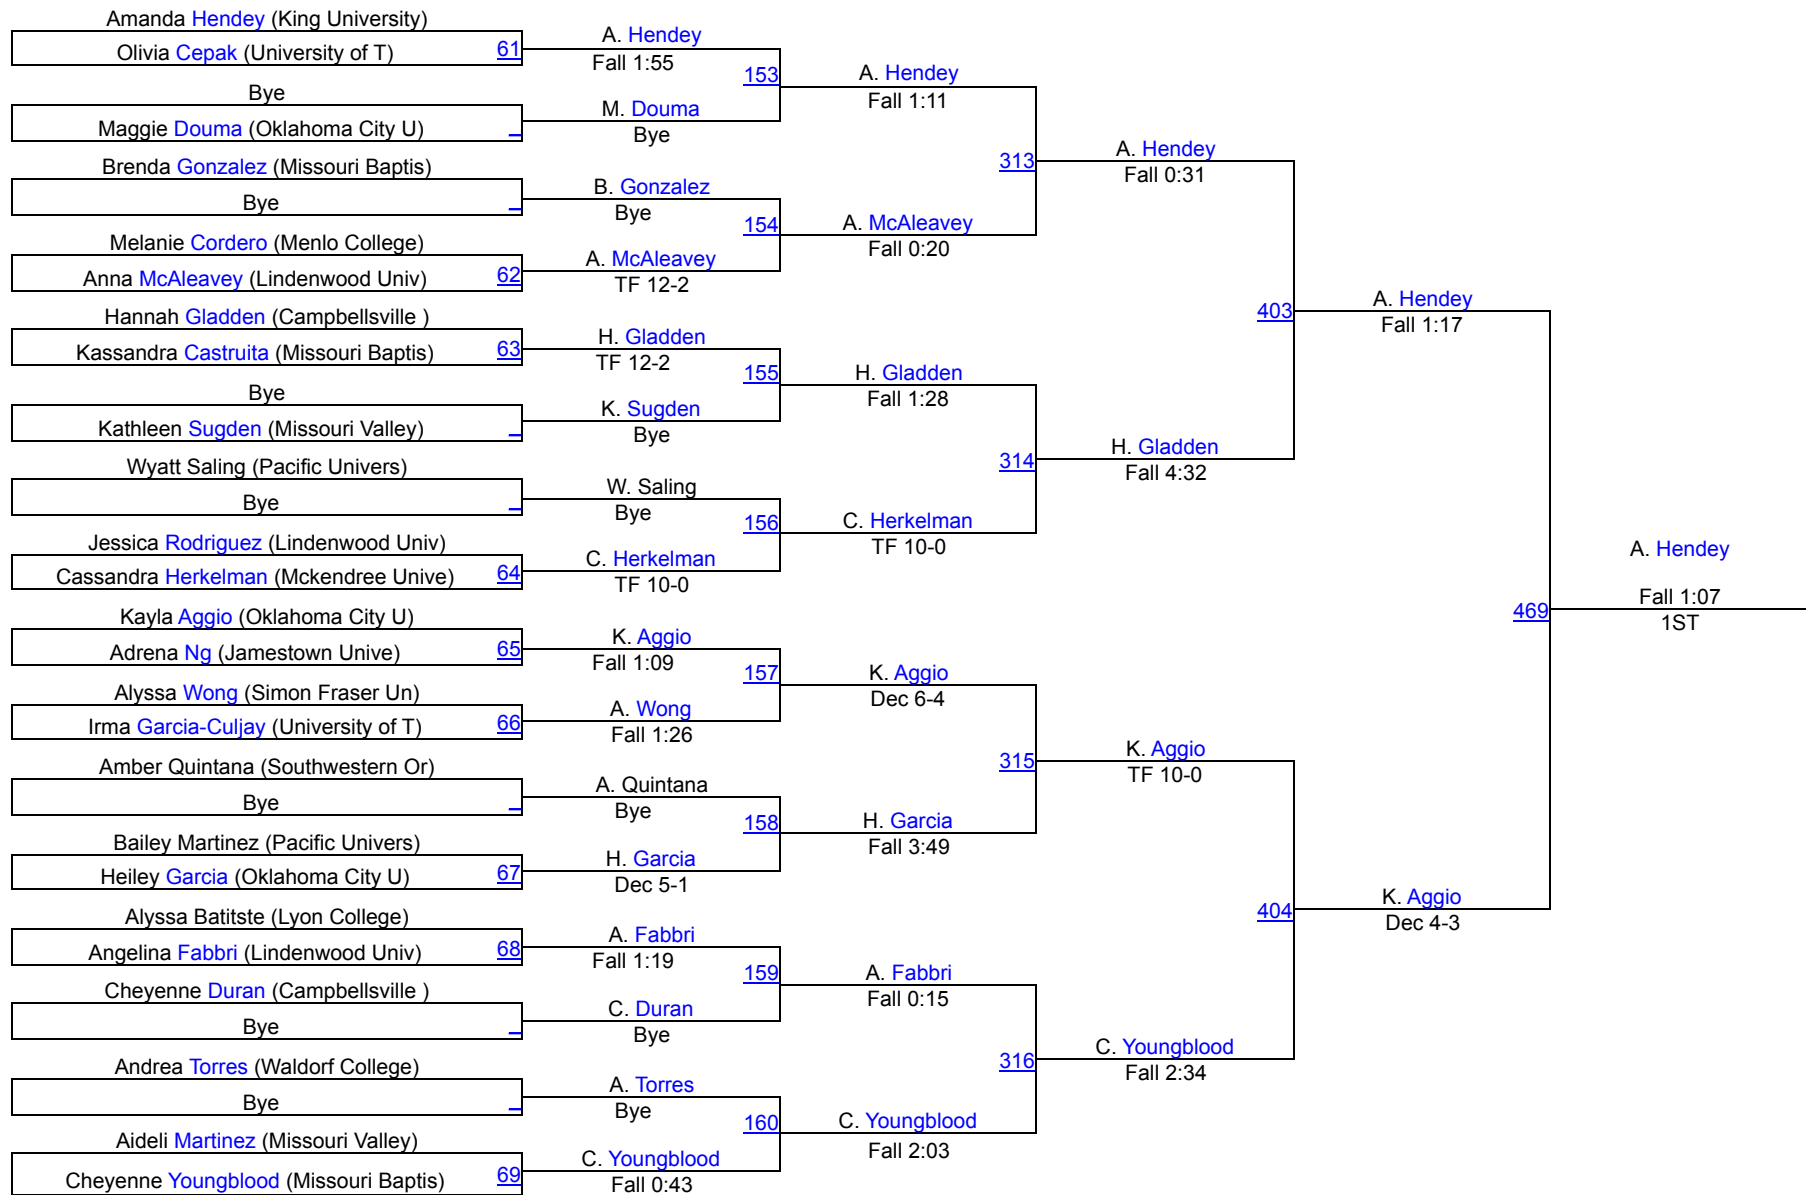 Amanda Hendey (King University)
Olivia Cepak (University of T) 61
Bye
Maggie Douma (Oklahoma City U) _
Brenda Gonzalez (Missouri Baptis)
Bye _
Melanie Cordero (Menlo College)
Anna McAleavey (Lindenwood Univ) 62
Hannah Gladden (Campbellsville )
Kassandra Castruita (Missouri Baptis) 63
Bye
Kathleen Sugden (Missouri Valley) _
Wyatt Saling (Pacific Univers)
Bye _
Jessica Rodriguez (Lindenwood Univ)
Cassandra Herkelman (Mckendree Unive) 64
Kayla Aggio (Oklahoma City U)
Adrena Ng (Jamestown Unive) 65
Alyssa Wong (Simon Fraser Un)
Irma Garcia-Culjay (University of T) 66
Amber Quintana (Southwestern Or)
Bye _
Bailey Martinez (Pacific Univers)
Heiley Garcia (Oklahoma City U) 67
Alyssa Batitste (Lyon College)
Angelina Fabbri (Lindenwood Univ) 68
Cheyenne Duran (Campbellsville )
Bye _
Andrea Torres (Waldorf College)
Bye _
Aideli Martinez (Missouri Valley)
Cheyenne Youngblood (Missouri Baptis) 69
A. Hendey
Fall 1:55
153
M. Douma
Bye
B. Gonzalez
Bye
154
A. McAleavey
TF 12-2
H. Gladden
TF 12-2
155
K. Sugden
Bye
W. Saling
Bye
156
C. Herkelman
TF 10-0
K. Aggio
Fall 1:09
157
A. Wong
Fall 1:26
A. Quintana
Bye
158
H. Garcia
Dec 5-1
A. Fabbri
Fall 1:19
159
C. Duran
Bye
A. Torres
Bye
160
C. Youngblood
Fall 0:43
A. Hendey
Fall 1:11
313
A. McAleavey
Fall 0:20
H. Gladden
Fall 1:28
314
C. Herkelman
TF 10-0
K. Aggio
Dec 6-4
315
H. Garcia
Fall 3:49
A. Fabbri
Fall 0:15
316
C. Youngblood
Fall 2:03
A. Hendey
Fall 0:31
403
H. Gladden
Fall 4:32
K. Aggio
TF 10-0
404
C. Youngblood
Fall 2:34
A. Hendey
Fall 1:17
469
K. Aggio
Dec 4-3
A. Hendey
Fall 1:07
1ST